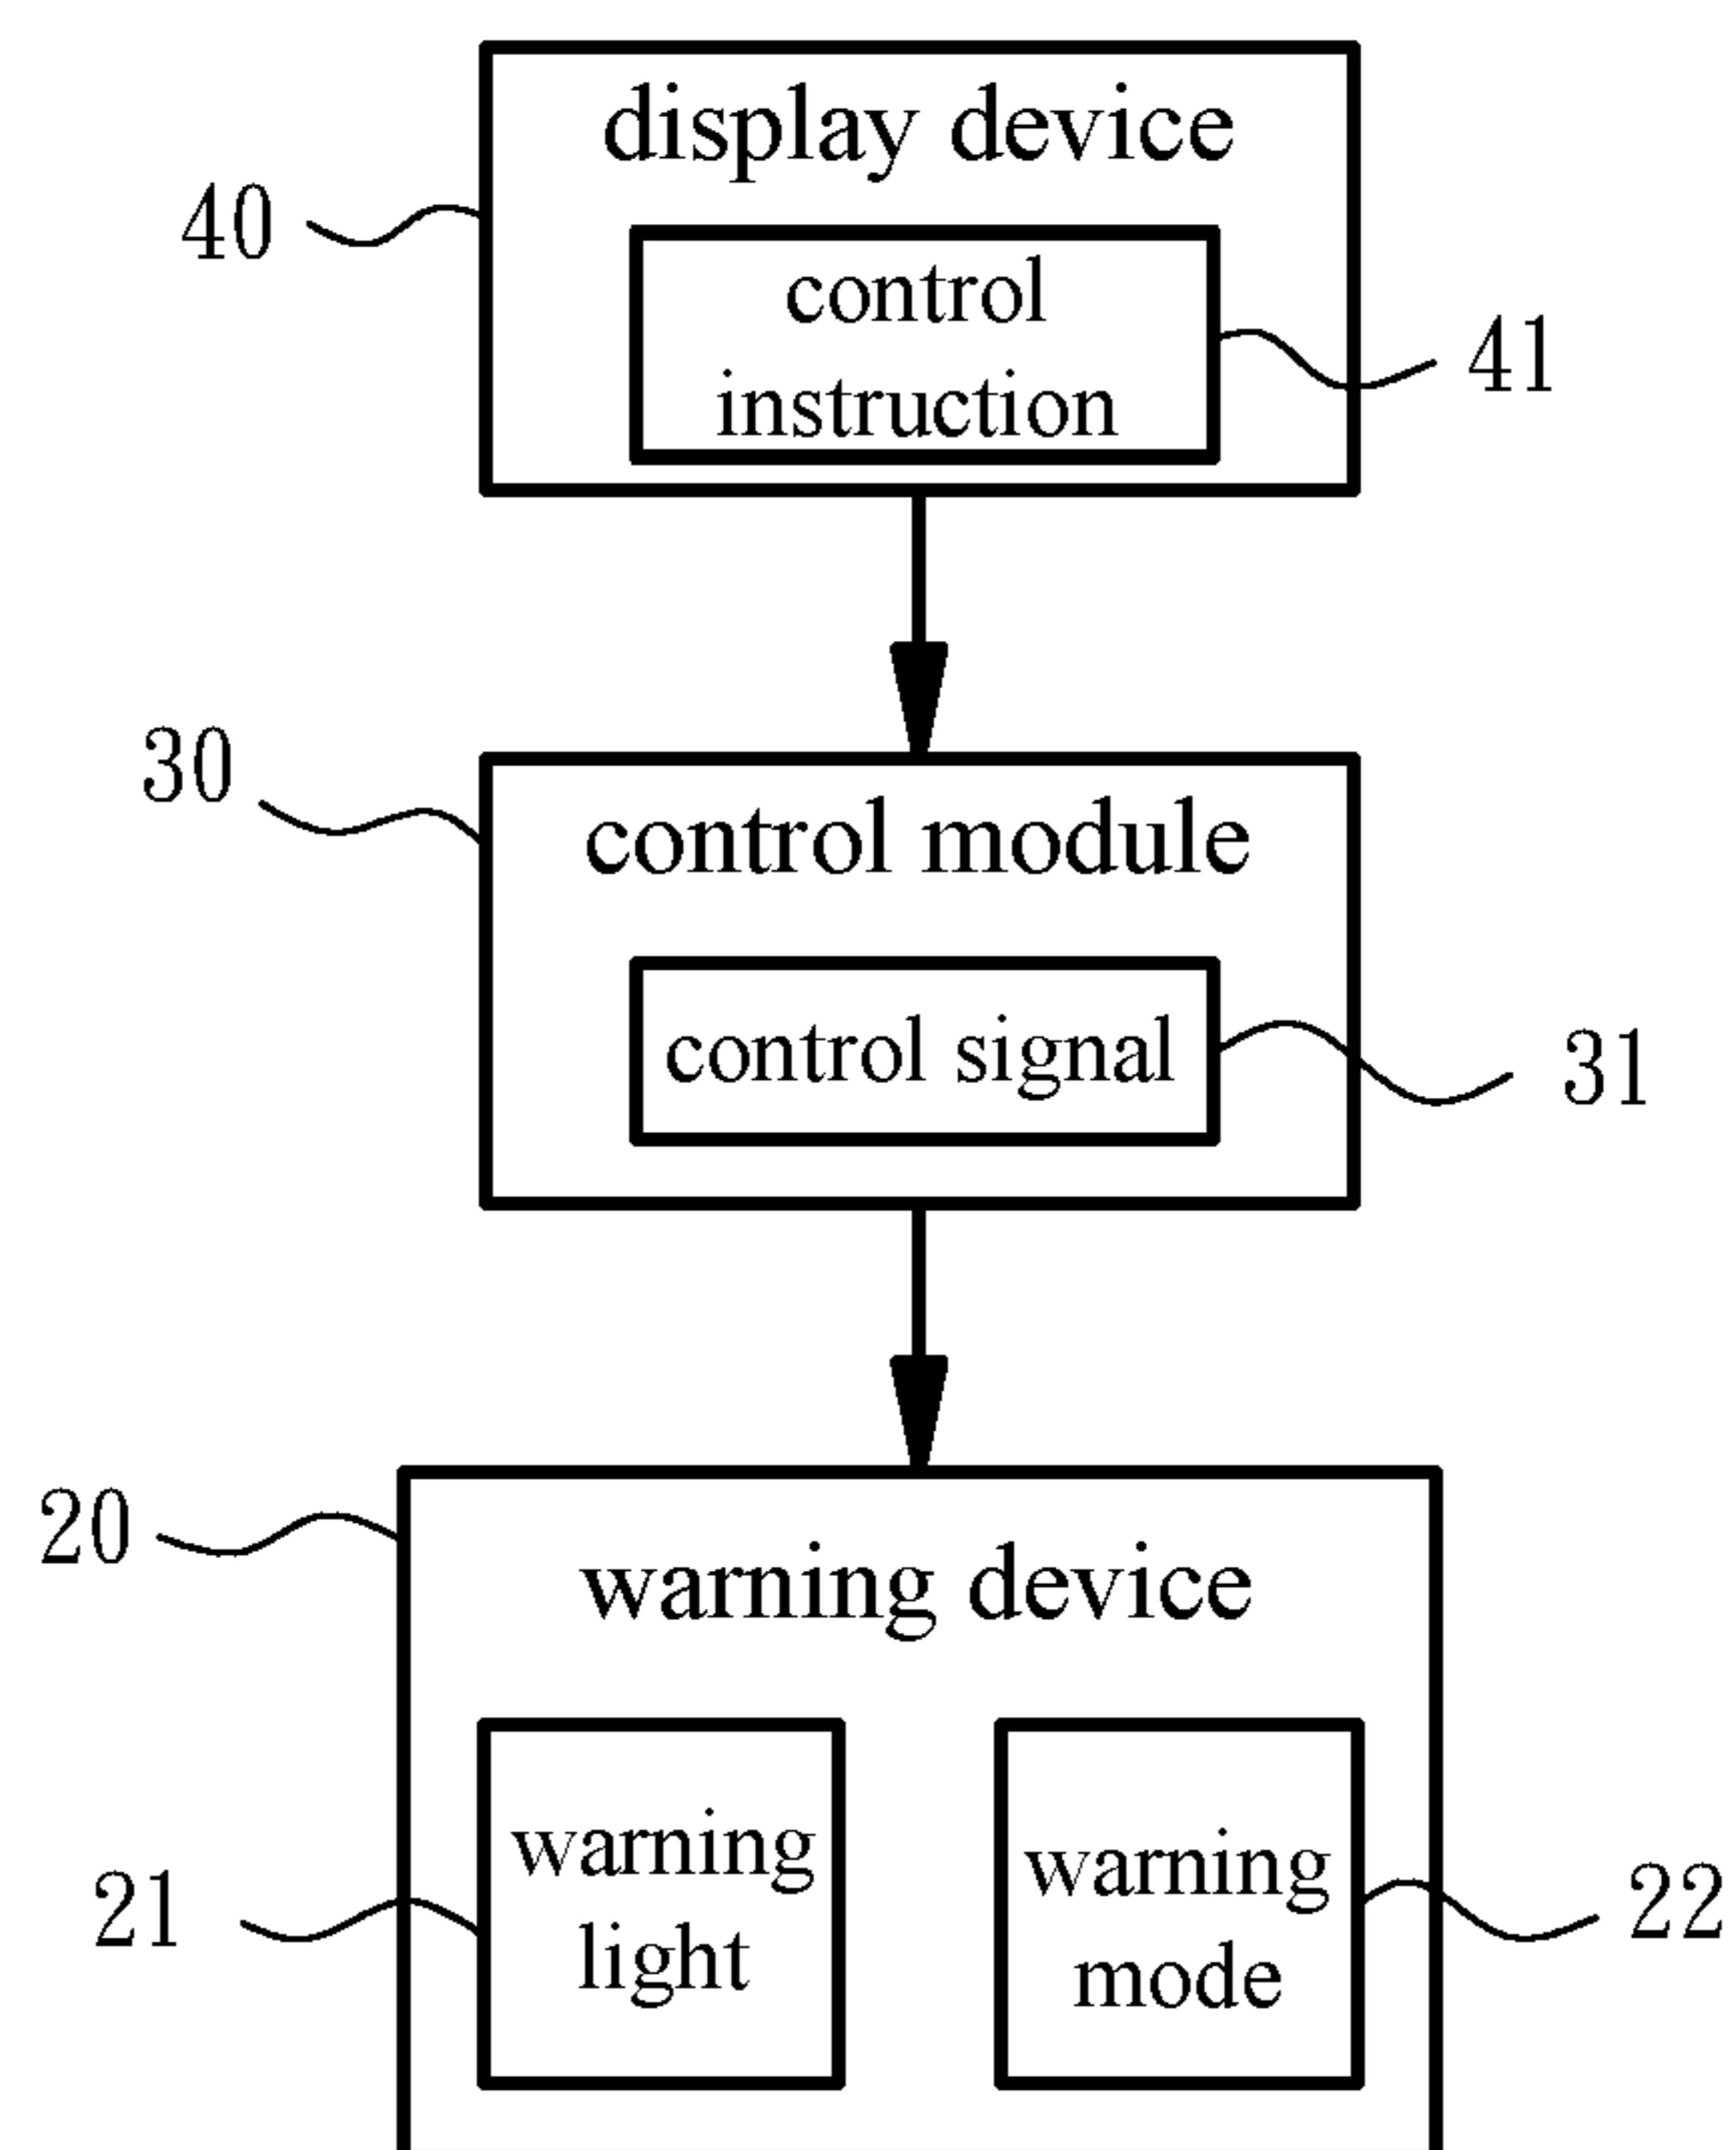 display device
40
control
instruction
41
30
control module
control signal
31
20
warning device
warning
light
21
warning
mode
22